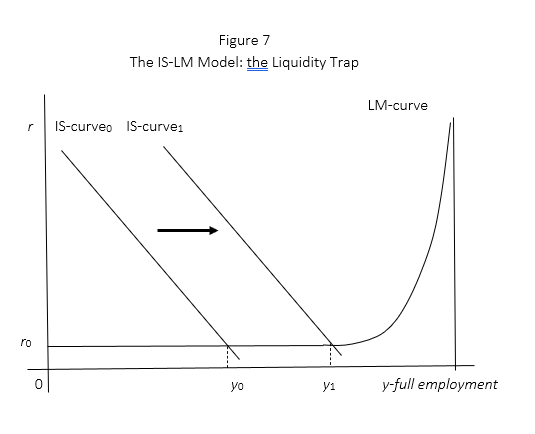 Figure 7
The IS-LM Model: the Liquidity Trap
LM-curve
r IS-curve₀ IS-curve₁
r₀
0 y₀ y₁ y-full employment